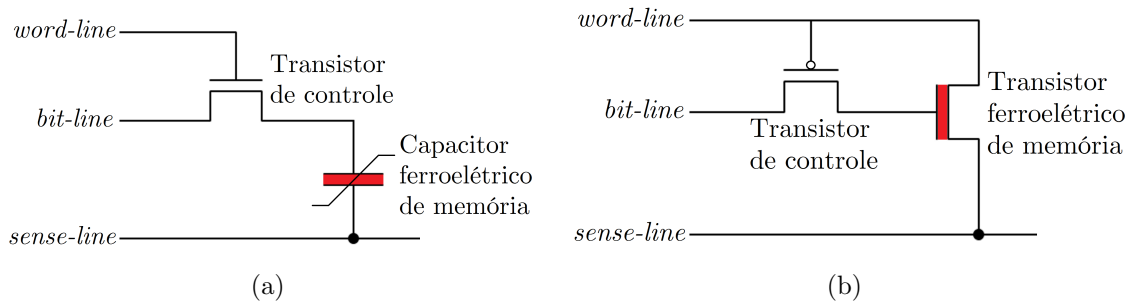 word-line
Transistor
de controle
bit-line
Capacitor
ferroelétrico
de memória
sense-line
(a)
word-line
Transistor
ferroelétrico
de memória
bit-line
Transistor
de controle
sense-line
(b)